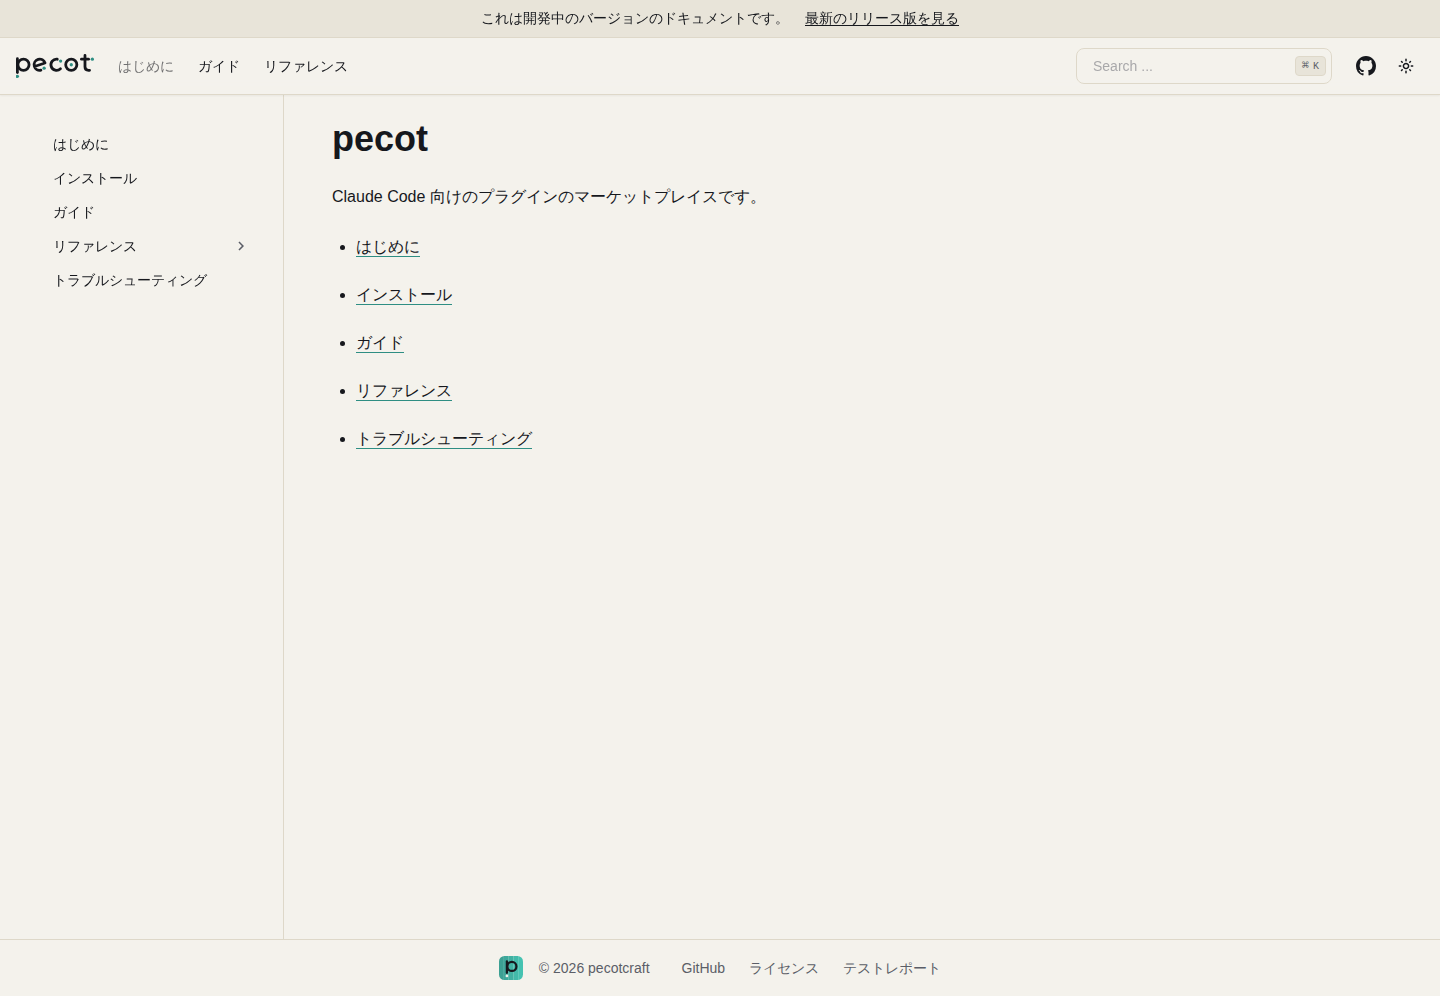 これは開発中のバージョンのドキュメントです。 最新のリリース版を見る
pecot はじめに ガイド リファレンス Search ... ⌘ K
はじめに
インストール
ガイド
リファレンス
トラブルシューティング
pecot
Claude Code 向けのプラグインのマーケットプレイスです。
はじめに
インストール
ガイド
リファレンス
トラブルシューティング
p © 2026 pecotcraft GitHub ライセンス テストレポート